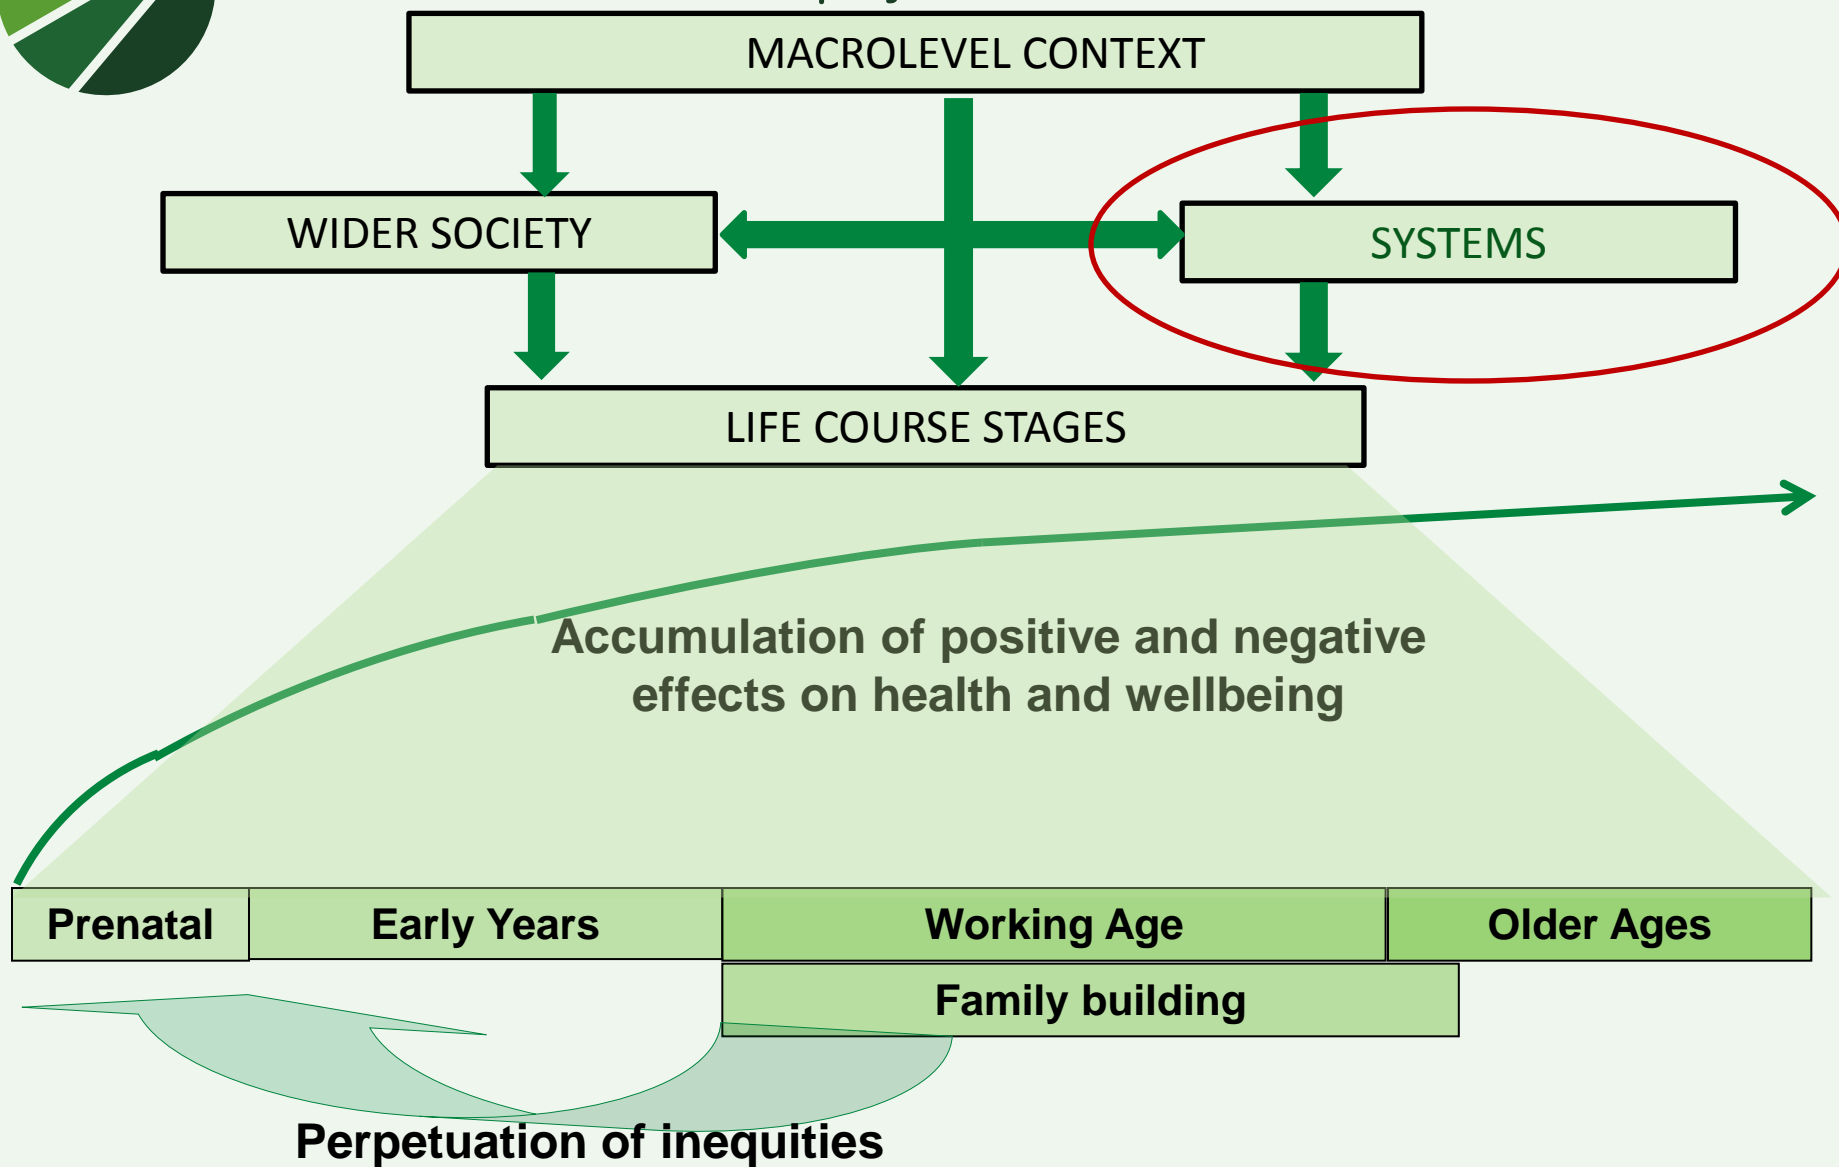 MACROLEVEL CONTEXT
WIDER SOCIETY
SYSTEMS
LIFE COURSE STAGES
Accumulation of positive and negative
effects on health and wellbeing
Prenatal
Early Years
Working Age
Older Ages
Family building
Perpetuation of inequities